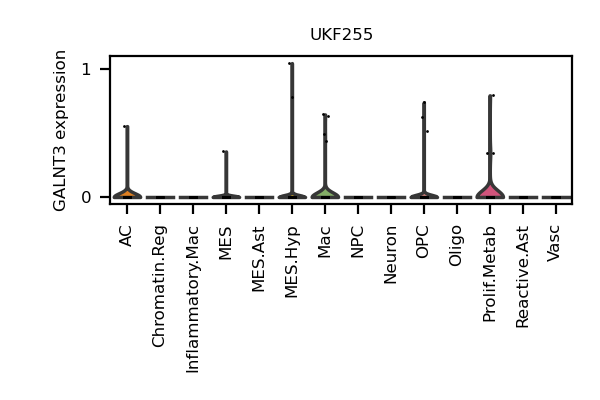 UKF255
GALNT3 expression
1
0
AC
Chromatin.Reg
Inflammatory.Mac
MES
MES.Ast
MES.Hyp
Mac
NPC
Neuron
OPC
Oligo
Prolif.Metab
Reactive.Ast
Vasc